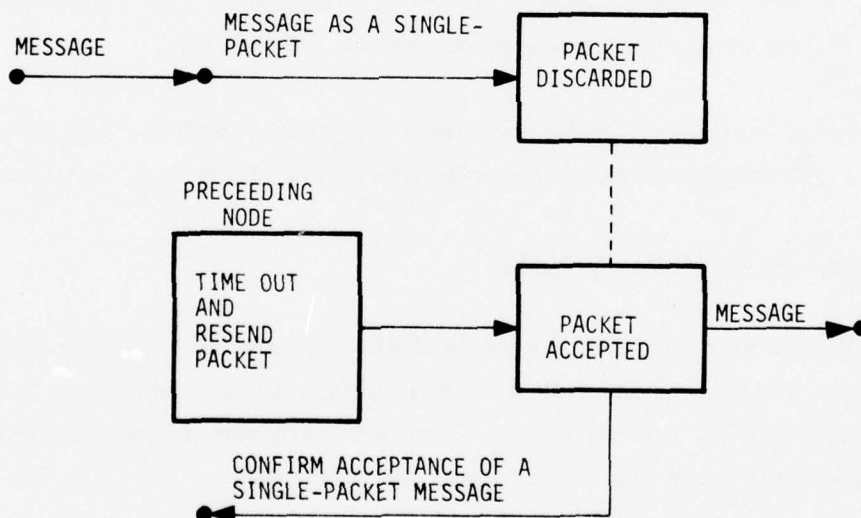 MESSAGE
MESSAGE AS A SINGLE-
PACKET
PACKET
DISCARDED
PRECEEDING
NODE
TIME OUT
AND
RESEND
PACKET
PACKET
ACCEPTED
MESSAGE
CONFIRM ACCEPTANCE OF A
SINGLE-PACKET MESSAGE